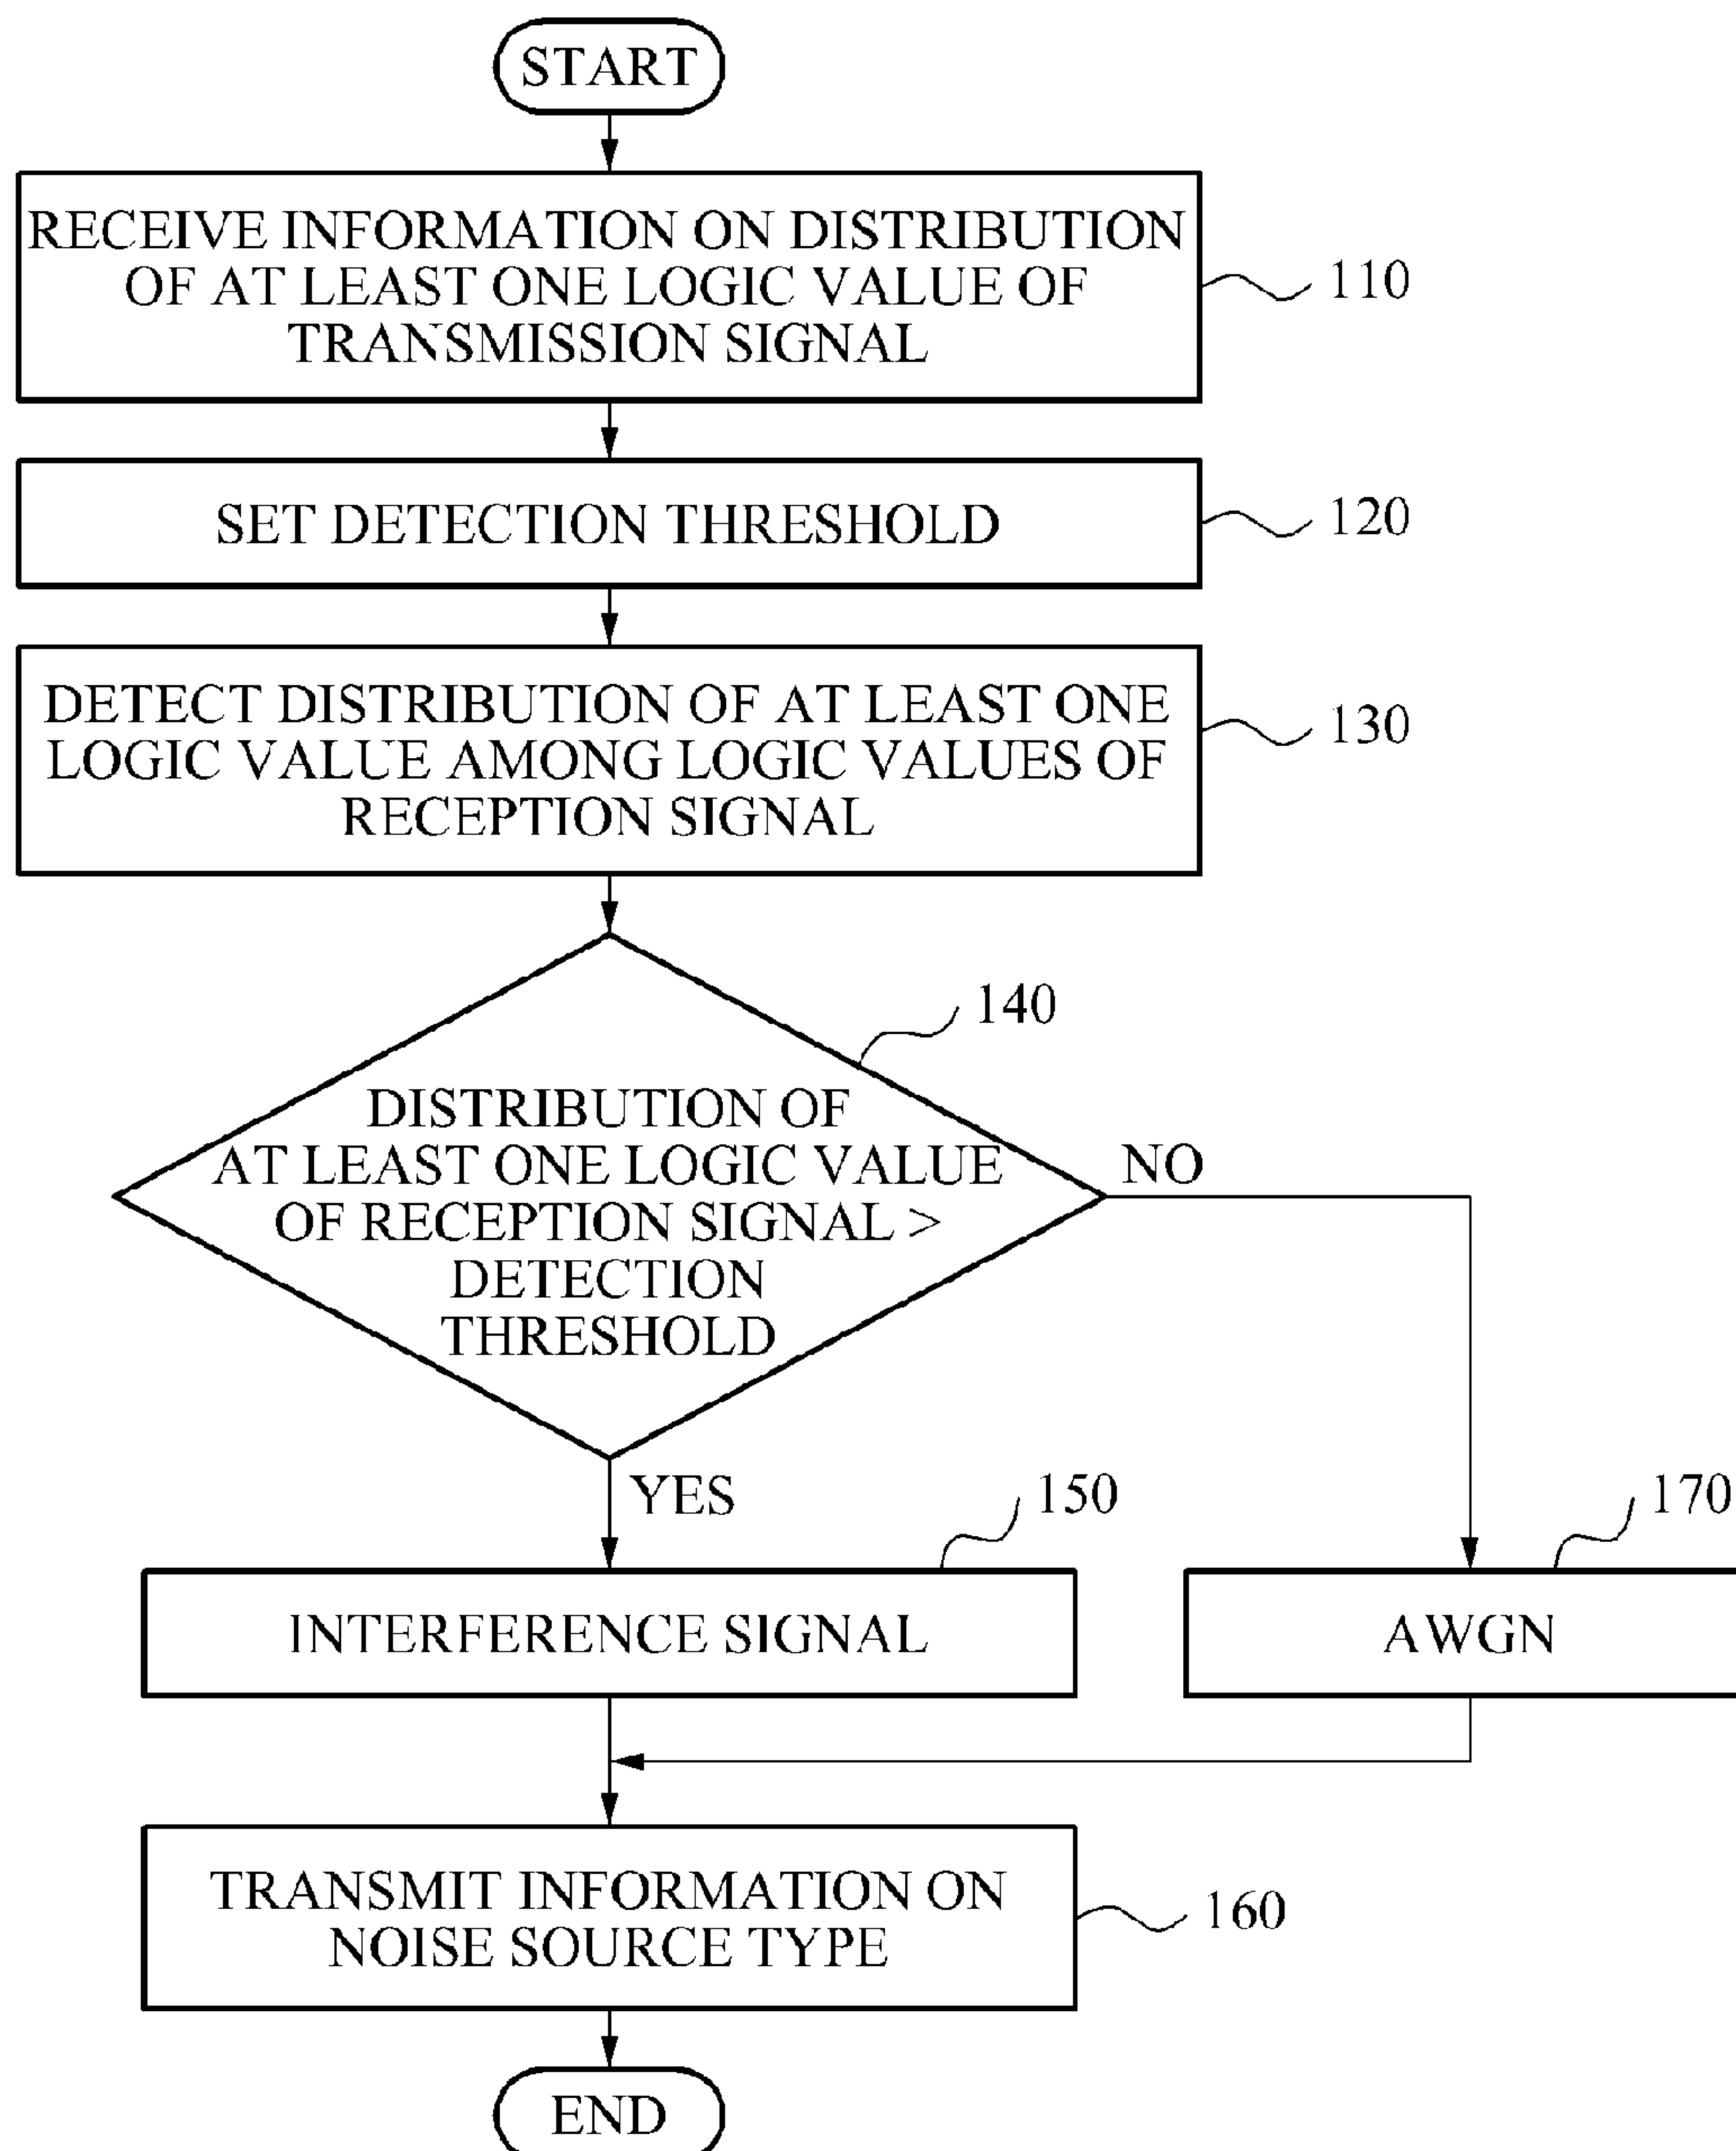 START
RECEIVE INFORMATION ON DISTRIBUTION
OF AT LEAST ONE LOGIC VALUE OF
TRANSMISSION SIGNAL
110
SET DETECTION THRESHOLD
120
DETECT DISTRIBUTION OF AT LEAST ONE
LOGIC VALUE AMONG LOGIC VALUES OF
RECEPTION SIGNAL
130
140
DISTRIBUTION OF
AT LEAST ONE LOGIC VALUE
OF RECEPTION SIGNAL >
DETECTION
THRESHOLD
NO
YES
150
170
INTERFERENCE SIGNAL
AWGN
TRANSMIT INFORMATION ON
NOISE SOURCE TYPE
160
END